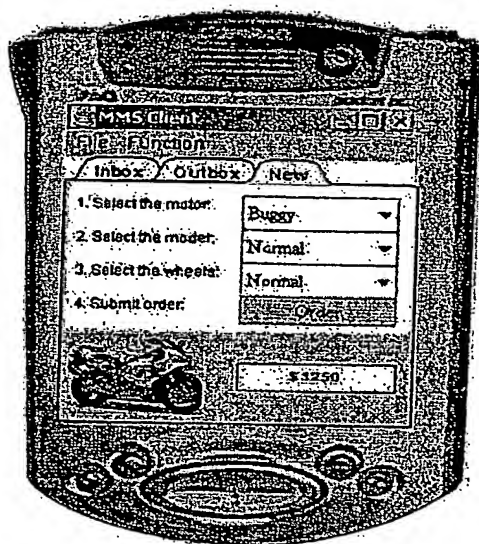 MMS Client
File Function
Inbox Outbox New
1. Select the motor: Buggy
2. Select the model: Normal
3. Select the wheels: Normal
4. Submit order: Order
$3250